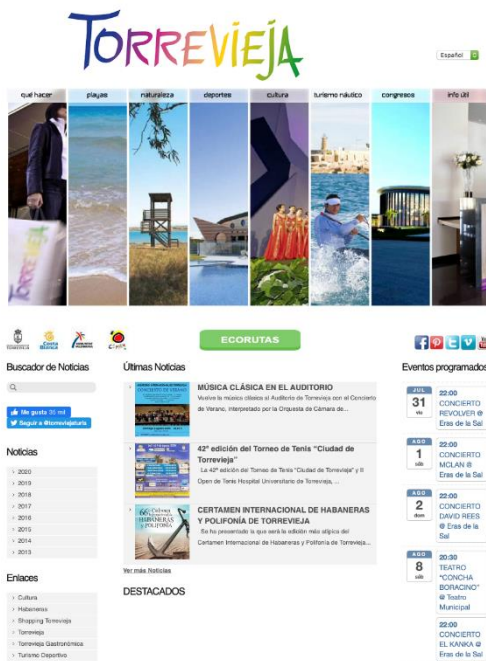 TORREVIEJA
Español
qué hacer
playas
naturaleza
deportes
cultura
turismo náutico
congresos
info útil
TORREVIEJA
ECORUTAS
Buscador de Noticias
Me gusta 35 mil
Seguir a @torreviejaturis
Noticias
› 2020
› 2019
› 2018
› 2017
› 2016
› 2015
› 2014
› 2013
Enlaces
› Cultura
› Habaneras
› Shopping Torrevieja
› Torrevieja
› Torrevieja Gastronómica
› Turismo Deportivo
Últimas Noticias
MÚSICA CLÁSICA EN EL AUDITORIO
Vuelve la música clásica al Auditorio de Torrevieja con el Concierto
de Verano, interpretado por la Orquesta de Cámara de...
42ª edición del Torneo de Tenis "Ciudad de
Torrevieja"
La 42ª edición del Torneo de Tenis "Ciudad de Torrevieja" y II
Open de Tenis Hospital Universitario de Torrevieja, ...
66º
HABANERAS
Y POLIFONÍA
CERTAMEN INTERNACIONAL DE HABANERAS
Y POLIFONÍA DE TORREVIEJA
Se ha presentado la que será la edición más atípica del
Certamen Internacional de Habaneras y Polifonía de Torrevieja...
Ver más Noticias
DESTACADOS
Eventos programados
JUL
31
vie
22:00
CONCIERTO
REVOLVER @
Eras de la Sal
AGO
1
sáb
22:00
CONCIERTO
MCLAN @
Eras de la Sal
AGO
2
dom
22:00
CONCIERTO
DAVID REES
@ Eras de la
Sal
AGO
8
sáb
20:30
TEATRO
"CONCHA
BORACINO"
@ Teatro
Municipal
22:00
CONCIERTO
EL KANKA @
Eras de la Sal